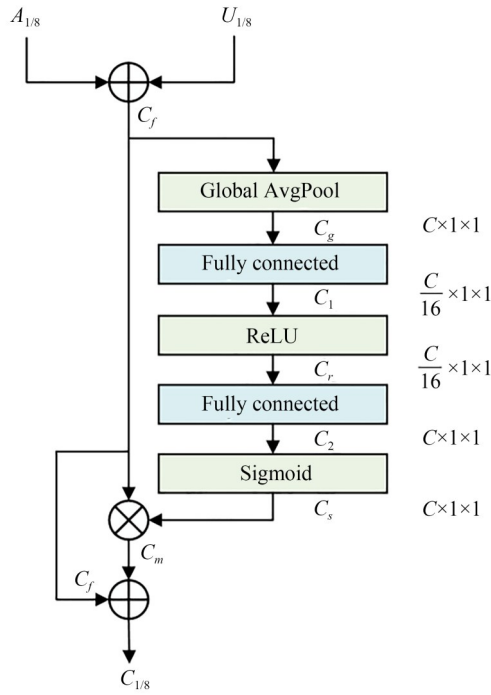 A1/8 U1/8
Cf
Global AvgPool
Cg C×1×1
Fully connected
C1 C/16 ×1×1
ReLU
Cr C/16 ×1×1
Fully connected
C2 C×1×1
Sigmoid
Cs C×1×1
Cm
Cf
C1/8